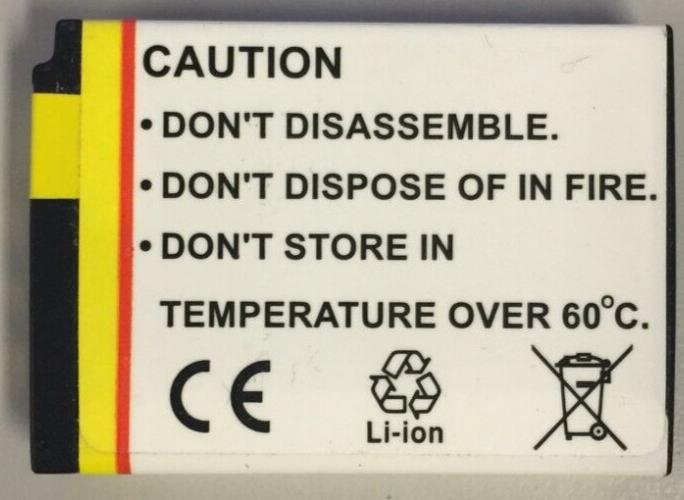 CAUTION
• DON'T DISASSEMBLE.
• DON'T DISPOSE OF IN FIRE.
• DON'T STORE IN
TEMPERATURE OVER 60°C.
CE
Li-ion